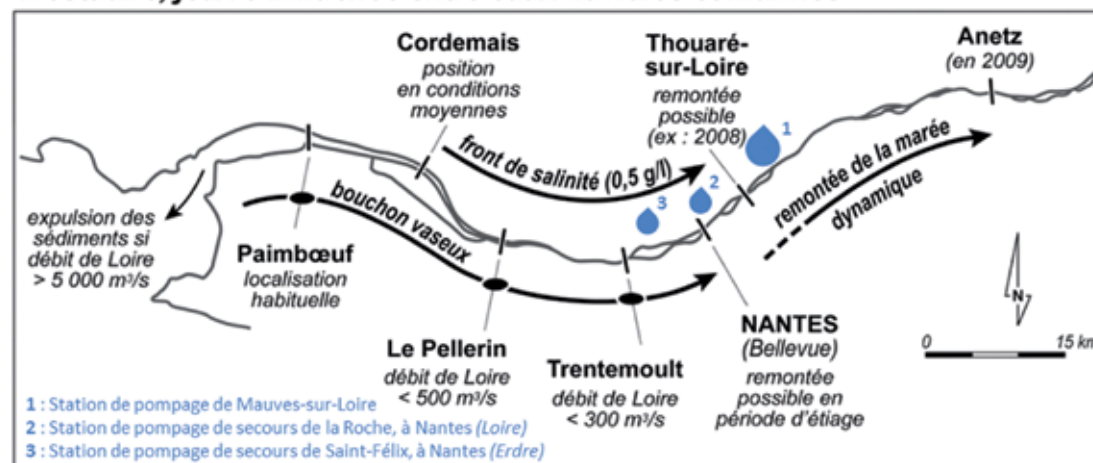 Cordemais
position
en conditions
moyennes
Thouaré-
sur-Loire
remontée
possible
(ex : 2008)
Anetz
(en 2009)
1
2
3
front de salinité (0,5 g/l)
remontée de la marée
dynamique
bouchon vaseux
expulsion des
sédiments si
débit de Loire
> 5 000 m³/s
Paimbœuf
localisation
habituelle
Le Pellerin
débit de Loire
< 500 m³/s
Trentemoult
débit de Loire
< 300 m³/s
NANTES
(Bellevue)
remontée
possible en
période d'étiage
N
0 15 km
1 : Station de pompage de Mauves-sur-Loire
2 : Station de pompage de secours de la Roche, à Nantes (Loire)
3 : Station de pompage de secours de Saint-Félix, à Nantes (Erdre)